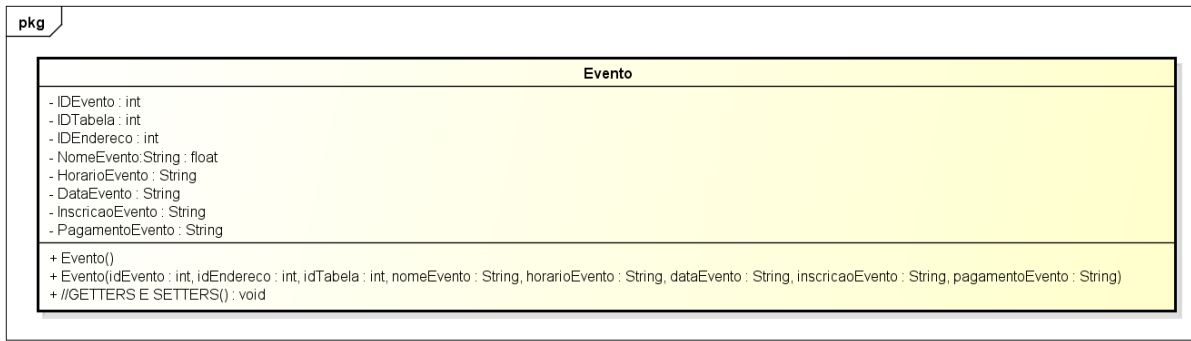 pkg
Evento
- IDEvento : int
- IDTabela : int
- IDEndereco : int
- NomeEvento:String : float
- HorarioEvento : String
- DataEvento : String
- InscricaoEvento : String
- PagamentoEvento : String
+ Evento()
+ Evento(idEvento : int, idEndereco : int, idTabela : int, nomeEvento : String, horarioEvento : String, dataEvento : String, inscricaoEvento : String, pagamentoEvento : String)
+ //GETTERS E SETTERS() : void